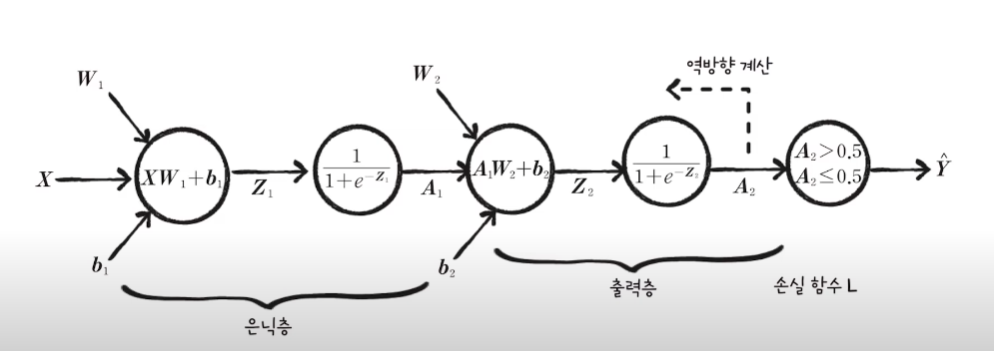 역방향 계산
W₁
W₂
X
XW₁+b₁
Z₁
1
1+e^-Z₁
A₁
A₁W₂+b₂
Z₂
1
1+e^-Z₂
A₂
A₂>0.5
A₂≤0.5
Ŷ
b₁
b₂
은닉층
출력층
손실 함수 L